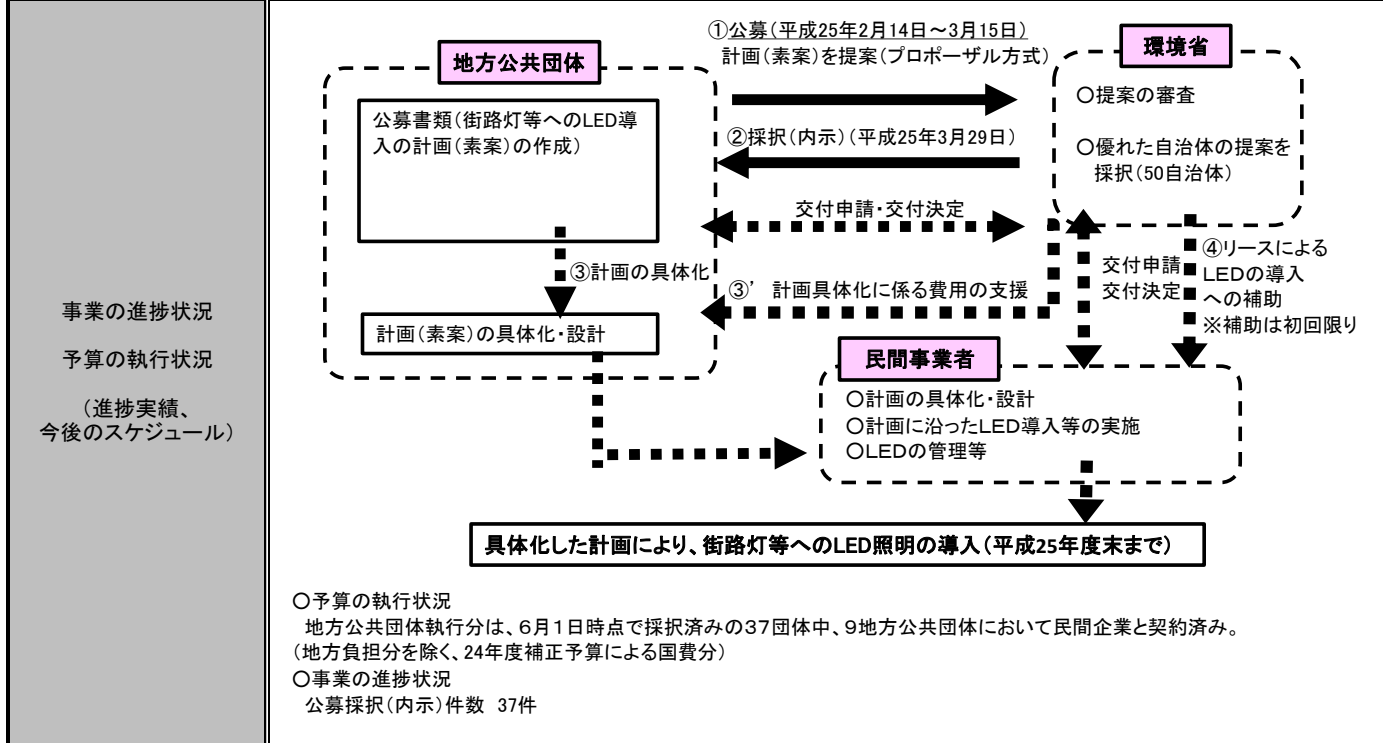 事業の進捗状況
予算の執行状況
（進捗実績、
今後のスケジュール）
地方公共団体
公募書類（街路灯等へのLED導
入の計画（素案）の作成）
③計画の具体化
計画（素案）の具体化・設計
①公募（平成25年2月14日～3月15日）
計画（素案）を提案（プロポーザル方式）
②採択（内示）（平成25年3月29日）
交付申請・交付決定
③’ 計画具体化に係る費用の支援
環境省
○提案の審査
○優れた自治体の提案を
採択（50自治体）
交付申請
交付決定
④リースによる
LEDの導入
への補助
※補助は初回限り
民間事業者
○計画の具体化・設計
○計画に沿ったLED導入等の実施
○LEDの管理等
具体化した計画により、街路灯等へのLED照明の導入（平成25年度末まで）
○予算の執行状況
地方公共団体執行分は、６月１日時点で採択済みの３７団体中、９地方公共団体において民間企業と契約済み。
（地方負担分を除く、24年度補正予算による国費分）
○事業の進捗状況
公募採択（内示）件数 37件